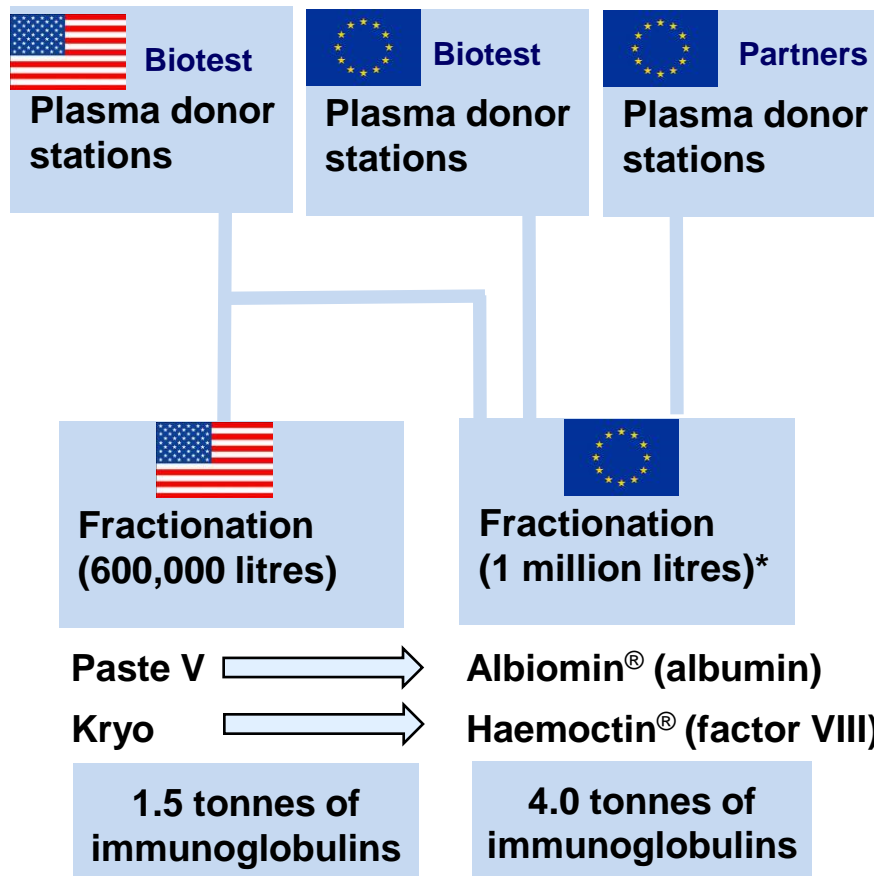 Biotest
Plasma donor
stations
Biotest
Plasma donor
stations
Partners
Plasma donor
stations
Fractionation
(600,000 litres)
Fractionation
(1 million litres)*
Paste V
Albiomin® (albumin)
Kryo
Haemoctin® (factor VIII)
1.5 tonnes of
immunoglobulins
4.0 tonnes of
immunoglobulins